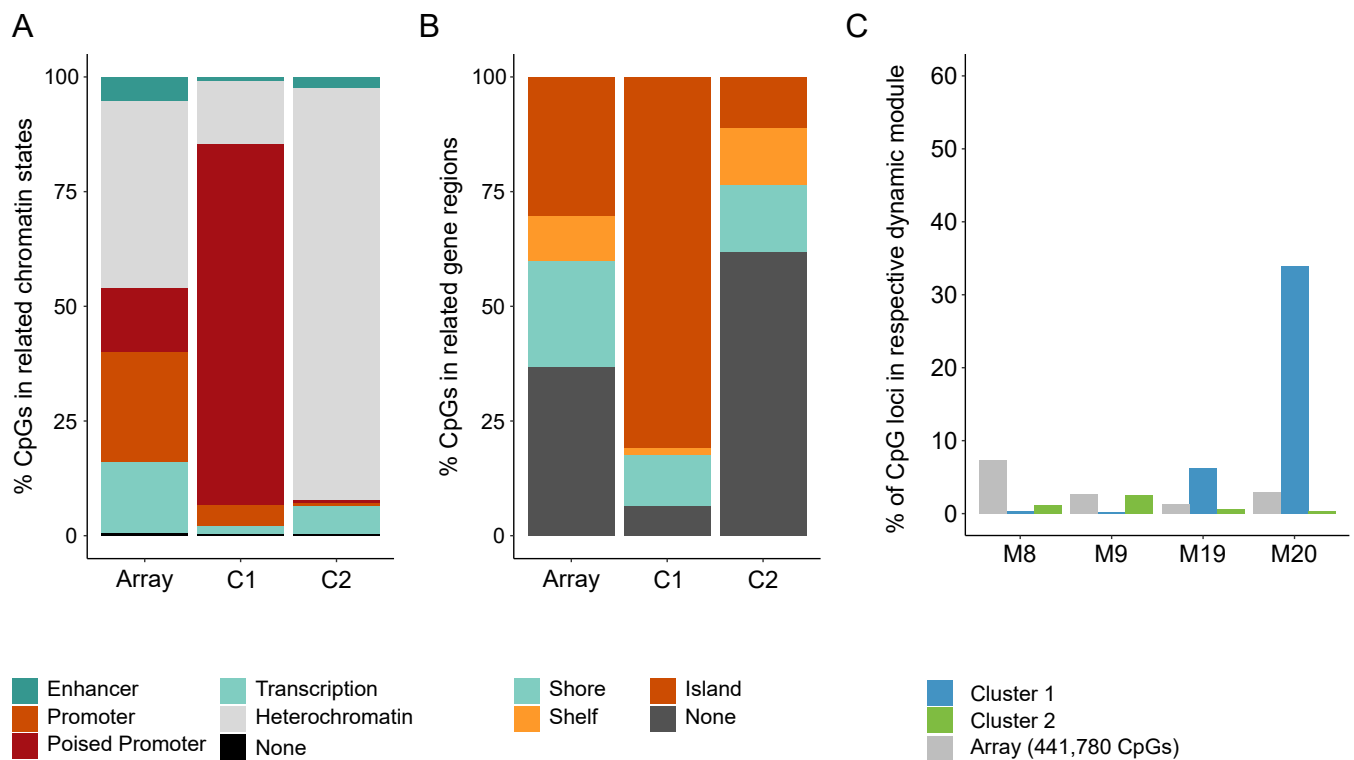 A
% CpGs in related chromatin states
100
75
50
25
0
Array C1 C2
Enhancer Transcription
Promoter Heterochromatin
Poised Promoter None
B
% CpGs in related gene regions
100
75
50
25
0
Array C1 C2
Shore Island
Shelf None
C
% of CpG loci in respective dynamic module
60
50
40
30
20
10
0
M8 M9 M19 M20
Cluster 1
Cluster 2
Array (441,780 CpGs)